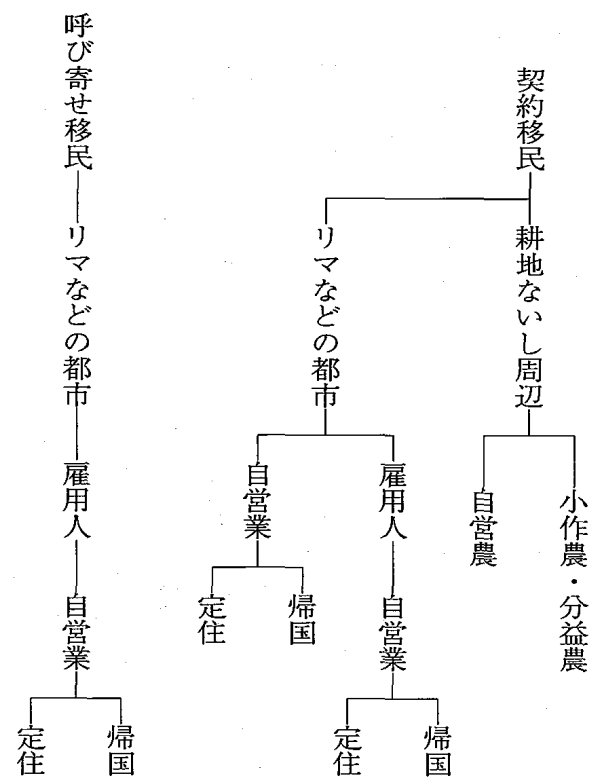 契約移民
耕地ないし周辺
小作農・分益農
自営農
リマなどの都市
雇用人
自営業
帰国
定住
自営業
帰国
定住
呼び寄せ移民
リマなどの都市
雇用人
自営業
帰国
定住